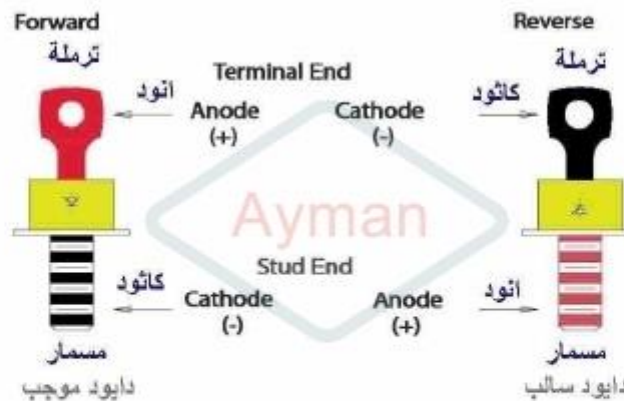 Forward
Reverse
ترملة
ترملة
Terminal End
انود
كاثود
Anode
(+)
Cathode
(-)
Ayman
Stud End
كاثود
انود
Cathode
(-)
Anode
(+)
مسمار
مسمار
دايود موجب
دايود سالب